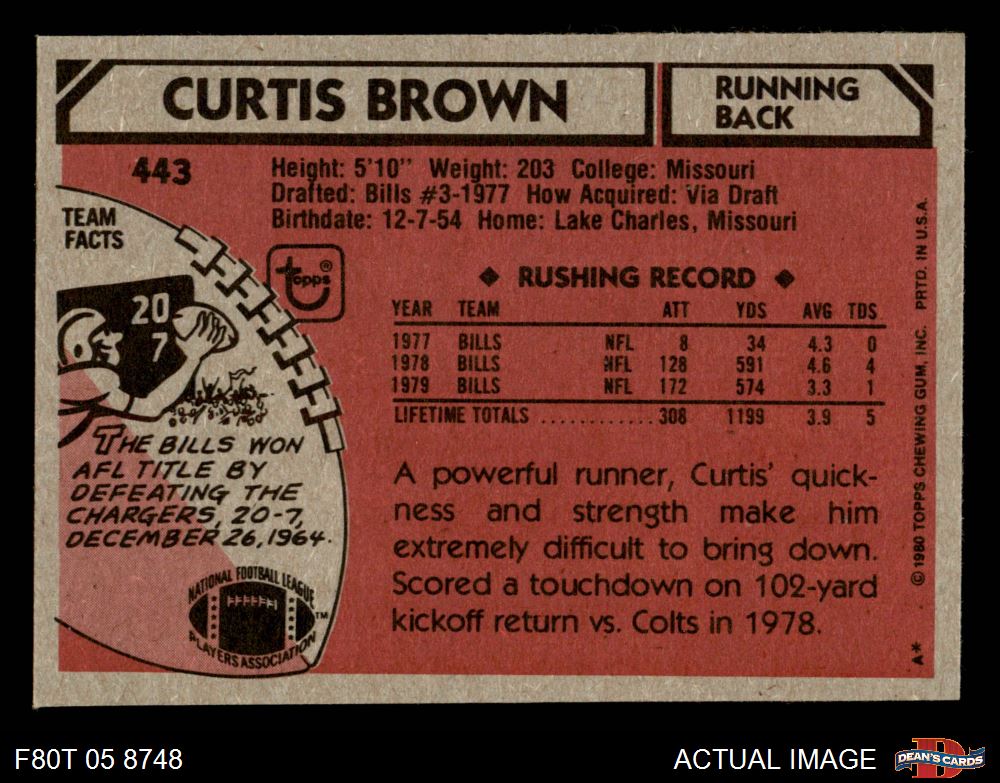 CURTIS BROWN
RUNNING
BACK
443
Height: 5'10" Weight: 203 College: Missouri
Drafted: Bills #3-1977 How Acquired: Via Draft
Birthdate: 12-7-54 Home: Lake Charles, Missouri
TEAM
FACTS
20
7
THE BILLS WON
AFL TITLE BY
DEFEATING THE
CHARGERS, 20-7,
DECEMBER 26, 1964.
NATIONAL FOOTBALL LEAGUE
PLAYERS ASSOCIATION
TM
topps®
◆ RUSHING RECORD ◆
YEAR TEAM ATT YDS AVG TDS
1977 BILLS NFL 8 34 4.3 0
1978 BILLS NFL 128 591 4.6 4
1979 BILLS NFL 172 574 3.3 1
LIFETIME TOTALS ............ 308 1199 3.9 5
A powerful runner, Curtis' quick-
ness and strength make him
extremely difficult to bring down.
Scored a touchdown on 102-yard
kickoff return vs. Colts in 1978.
A* ©1980 TOPPS CHEWING GUM, INC. PRTD. IN U.S.A.
F80T 05 8748
ACTUAL IMAGE
D
DEAN'S CARDS